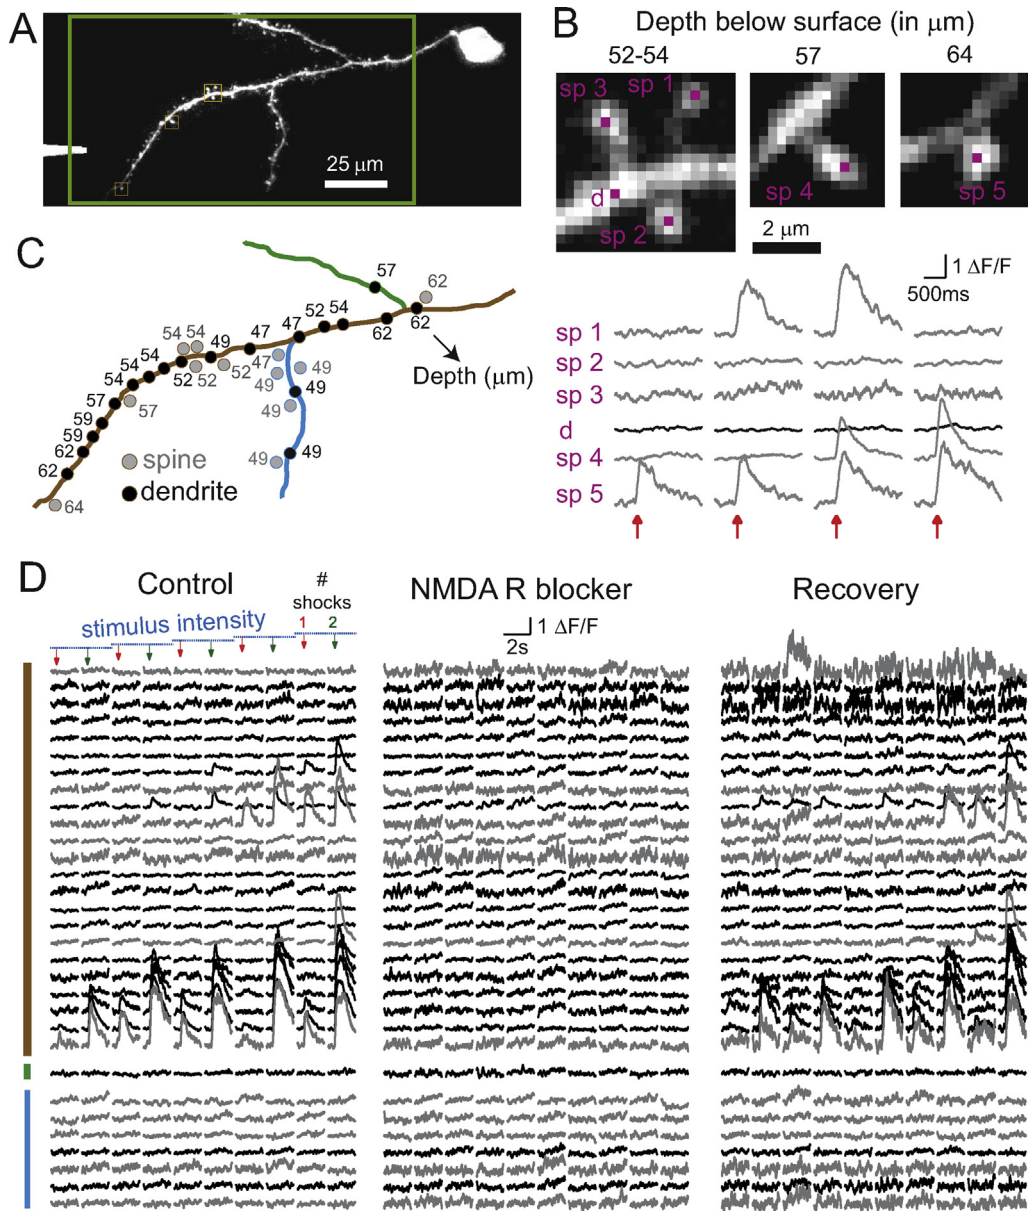 A
25 μm
B
Depth below surface (in μm)
52-54
57
64
sp 3
sp 1
d
sp 2
sp 4
sp 5
2 μm
1 ΔF/F
500ms
sp 1
sp 2
sp 3
d
sp 4
sp 5
C
57
62
62
62
54
52
47
47
49
54
54
52
52
52
54
54
54
57
57
59
59
62
62
64
47
49
49
49
49
49
49
Depth (μm)
spine
dendrite
D
Control
#
shocks
stimulus intensity
1
2
NMDA R blocker
1 ΔF/F
2s
Recovery